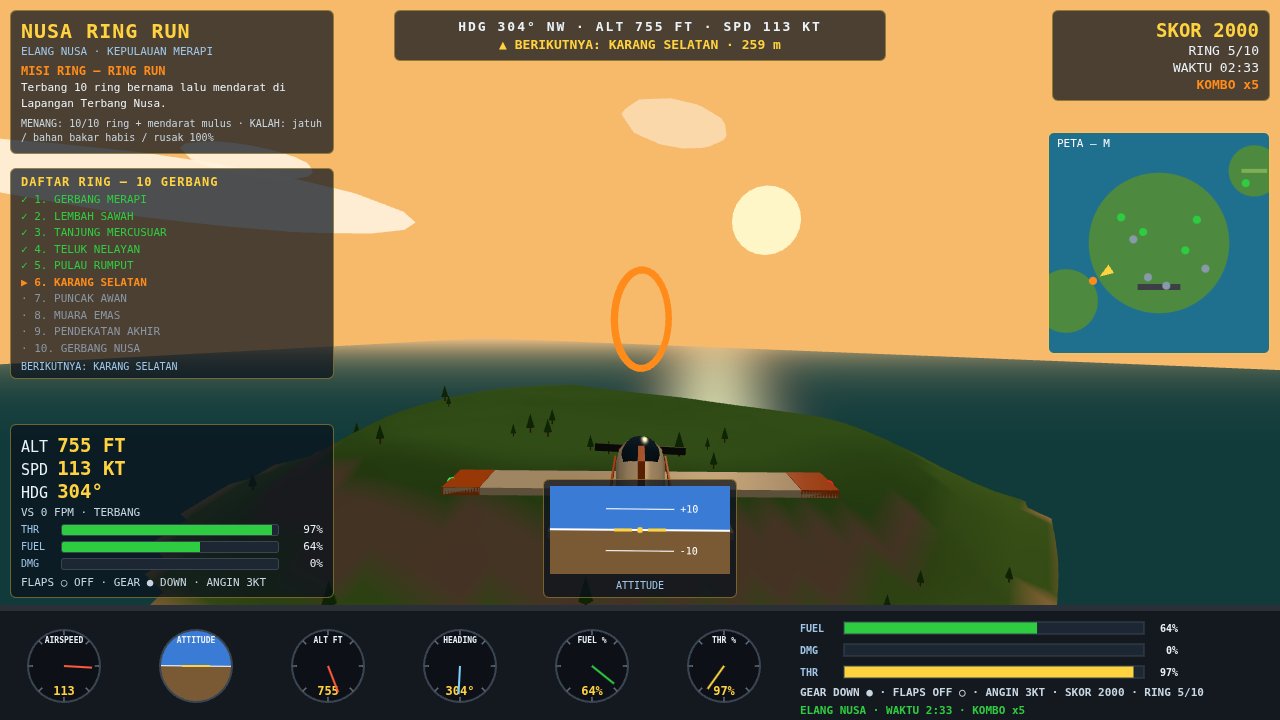 NUSA RING RUN
ELANG NUSA · KEPULAUAN MERAPI
MISI RING — RING RUN
Terbang 10 ring bernama lalu mendarat di
Lapangan Terbang Nusa.
MENANG: 10/10 ring + mendarat mulus · KALAH: jatuh
/ bahan bakar habis / rusak 100%
HDG 304° NW · ALT 755 FT · SPD 113 KT
▲ BERIKUTNYA: KARANG SELATAN · 259 m
SKOR 2000
RING 5/10
WAKTU 02:33
KOMBO x5
PETA — M
DAFTAR RING — 10 GERBANG
✓ 1. GERBANG MERAPI
✓ 2. LEMBAH SAWAH
✓ 3. TANJUNG MERCUSUAR
✓ 4. TELUK NELAYAN
✓ 5. PULAU RUMPUT
▶ 6. KARANG SELATAN
· 7. PUNCAK AWAN
· 8. MUARA EMAS
· 9. PENDEKATAN AKHIR
· 10. GERBANG NUSA
BERIKUTNYA: KARANG SELATAN
ALT 755 FT
SPD 113 KT
HDG 304°
VS 0 FPM · TERBANG
THR 97%
FUEL 64%
DMG 0%
FLAPS ○ OFF · GEAR ● DOWN · ANGIN 3KT
+10
-10
ATTITUDE
AIRSPEED
113
ATTITUDE
ALT FT
755
HEADING
304°
FUEL %
64%
THR %
97%
FUEL 64%
DMG 0%
THR 97%
GEAR DOWN ● · FLAPS OFF ○ · ANGIN 3KT · SKOR 2000 · RING 5/10
ELANG NUSA · WAKTU 2:33 · KOMBO x5